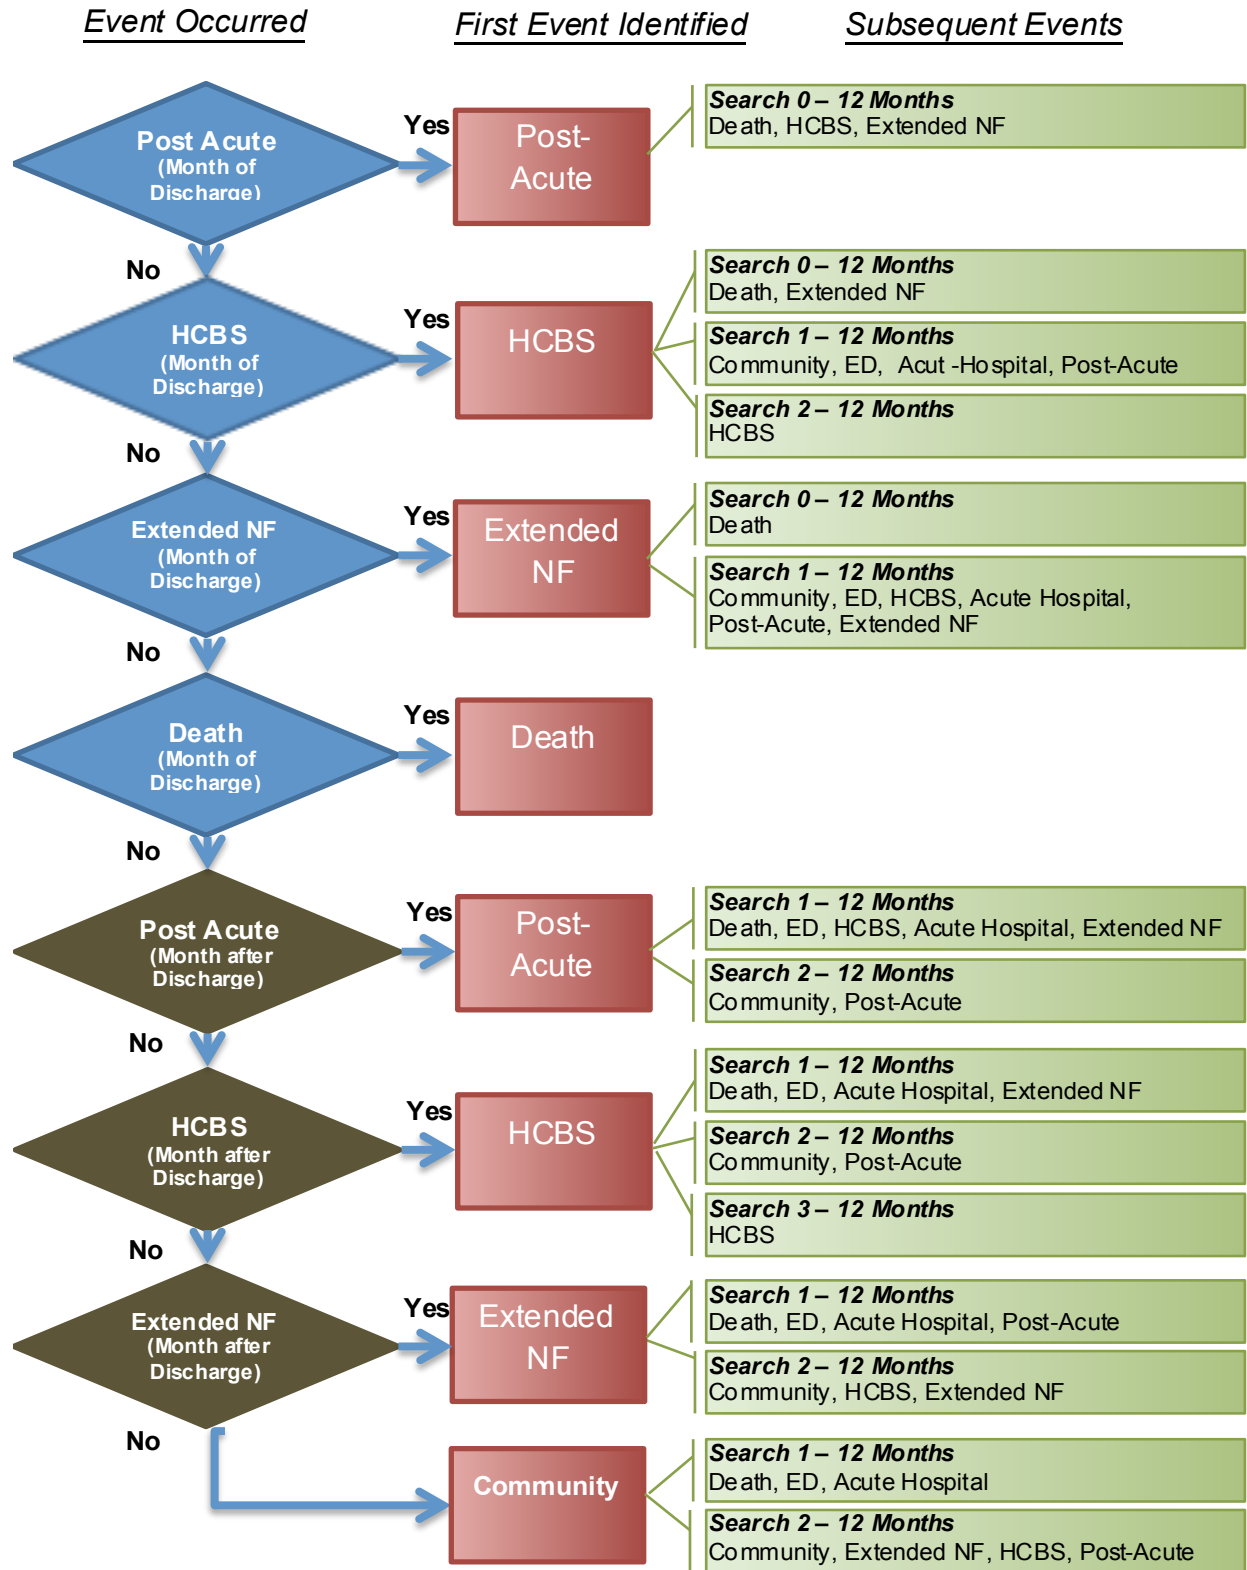 Event Occurred
First Event Identified
Subsequent Events
Post Acute
(Month of
Discharge)
Yes
Post-
Acute
Search 0 – 12 Months
Death, HCBS, Extended NF
No
HCBS
(Month of
Discharge)
Yes
HCBS
Search 0 – 12 Months
Death, Extended NF
Search 1 – 12 Months
Community, ED, Acut -Hospital, Post-Acute
Search 2 – 12 Months
HCBS
No
Extended NF
(Month of
Discharge)
Yes
Extended
NF
Search 0 – 12 Months
Death
Search 1 – 12 Months
Community, ED, HCBS, Acute Hospital,
Post-Acute, Extended NF
No
Death
(Month of
Discharge)
Yes
Death
No
Post Acute
(Month after
Discharge)
Yes
Post-
Acute
Search 1 – 12 Months
Death, ED, HCBS, Acute Hospital, Extended NF
Search 2 – 12 Months
Community, Post-Acute
No
HCBS
(Month after
Discharge)
Yes
HCBS
Search 1 – 12 Months
Death, ED, Acute Hospital, Extended NF
Search 2 – 12 Months
Community, Post-Acute
Search 3 – 12 Months
HCBS
No
Extended NF
(Month after
Discharge)
Yes
Extended
NF
Search 1 – 12 Months
Death, ED, Acute Hospital, Post-Acute
Search 2 – 12 Months
Community, HCBS, Extended NF
No
Community
Search 1 – 12 Months
Death, ED, Acute Hospital
Search 2 – 12 Months
Community, Extended NF, HCBS, Post-Acute